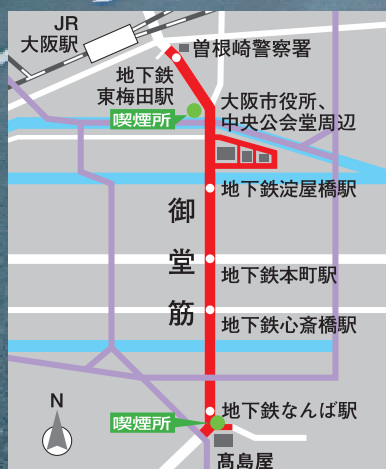 JR
大阪駅
曽根崎警察署
地下鉄
東梅田駅
喫煙所
大阪市役所、
中央公会堂周辺
地下鉄淀屋橋駅
御堂筋
地下鉄本町駅
地下鉄心斎橋駅
N
地下鉄なんば駅
喫煙所
髙島屋